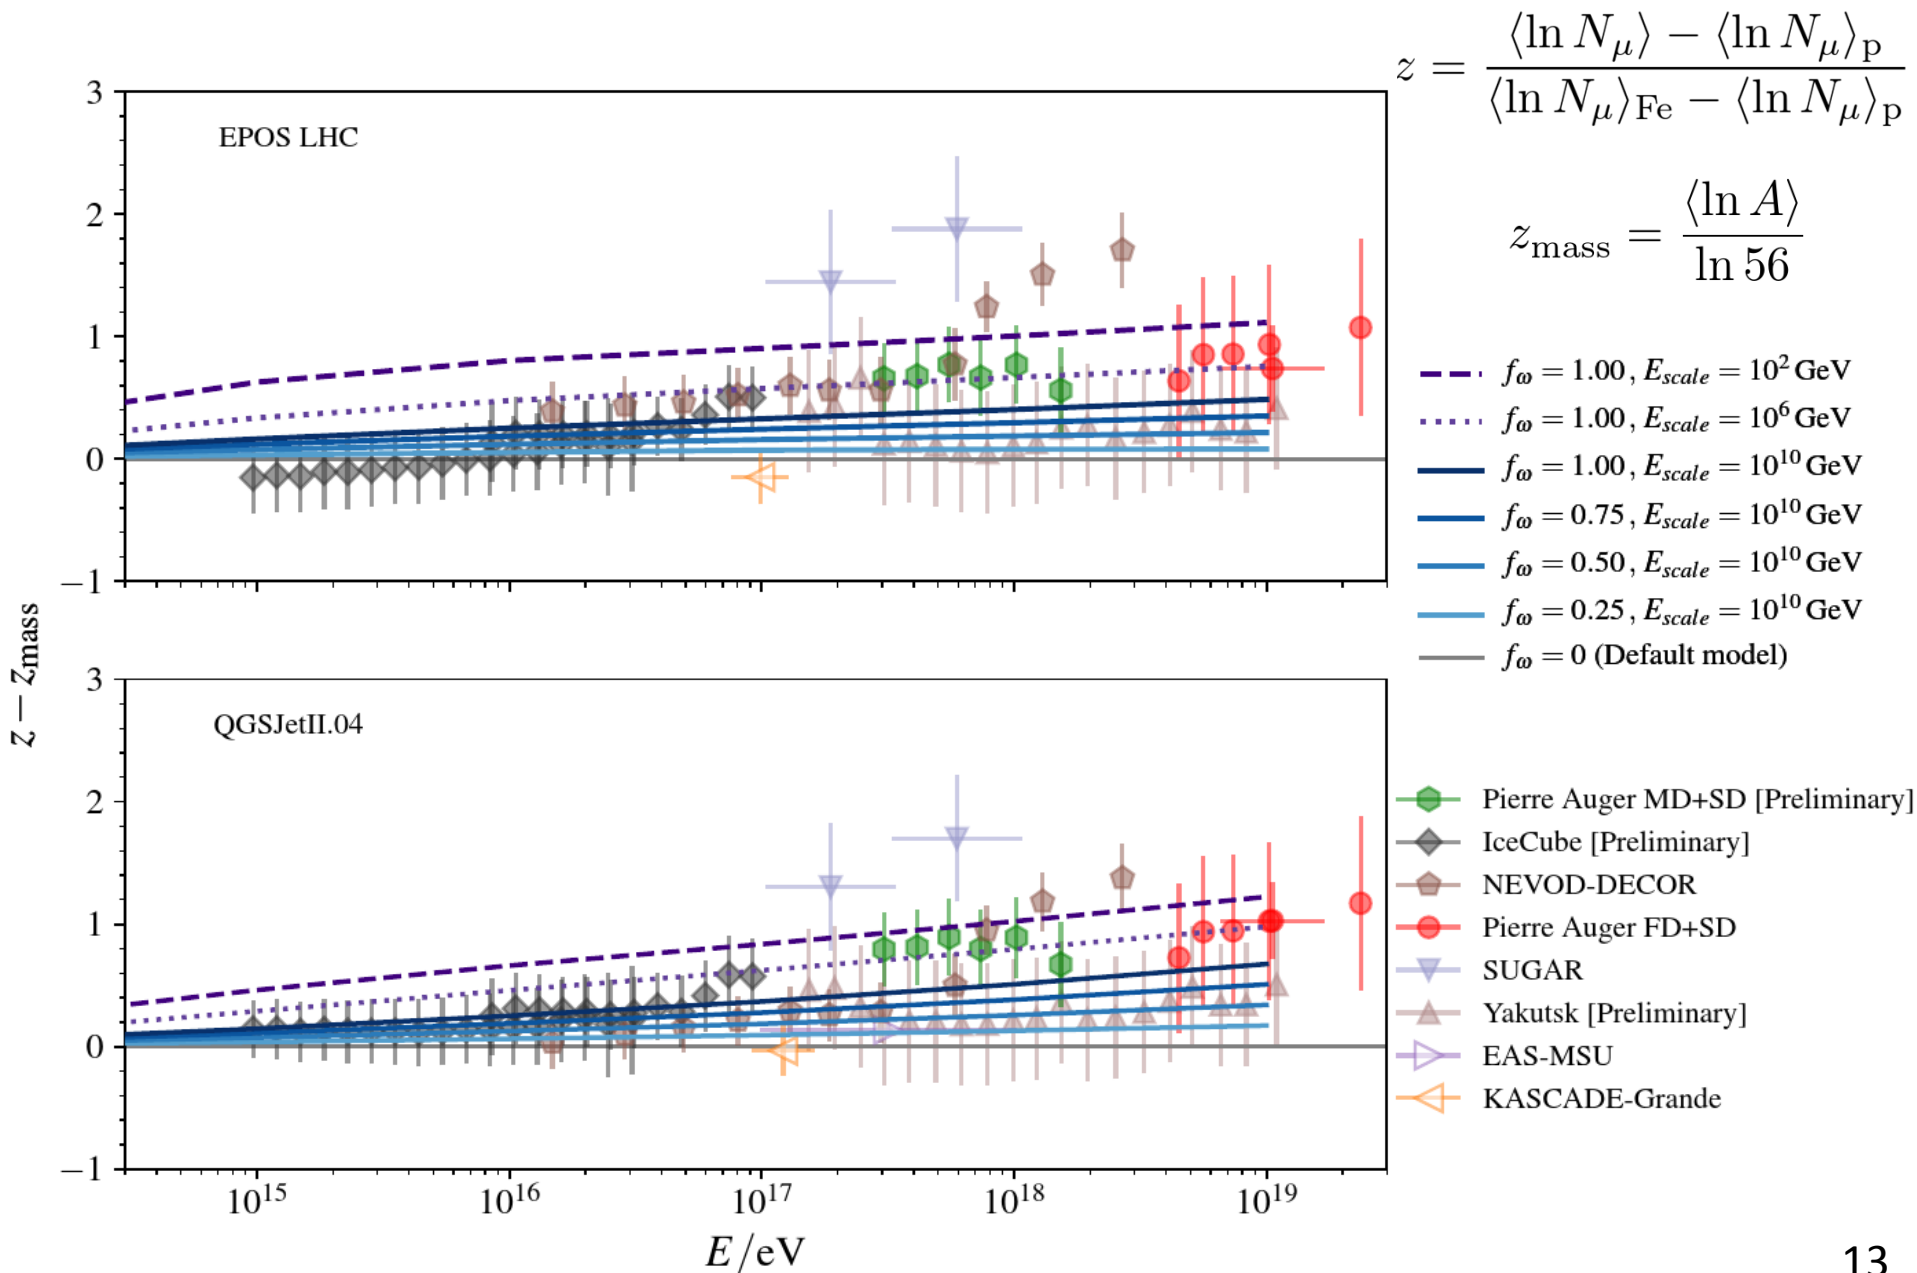 z = ⟨ln N_μ⟩ − ⟨ln N_μ⟩_p / ⟨ln N_μ⟩_Fe − ⟨ln N_μ⟩_p
z_mass = ⟨ln A⟩ / ln 56
EPOS LHC
3
2
1
0
−1
f_ω = 1.00 , E_scale = 10^2 GeV
f_ω = 1.00 , E_scale = 10^6 GeV
f_ω = 1.00 , E_scale = 10^10 GeV
f_ω = 0.75 , E_scale = 10^10 GeV
f_ω = 0.50 , E_scale = 10^10 GeV
f_ω = 0.25 , E_scale = 10^10 GeV
f_ω = 0 (Default model)
z − z_mass
QGSJetII.04
3
2
1
0
−1
Pierre Auger MD+SD [Preliminary]
IceCube [Preliminary]
NEVOD-DECOR
Pierre Auger FD+SD
SUGAR
Yakutsk [Preliminary]
EAS-MSU
KASCADE-Grande
10^15 10^16 10^17 10^18 10^19
E/eV
13